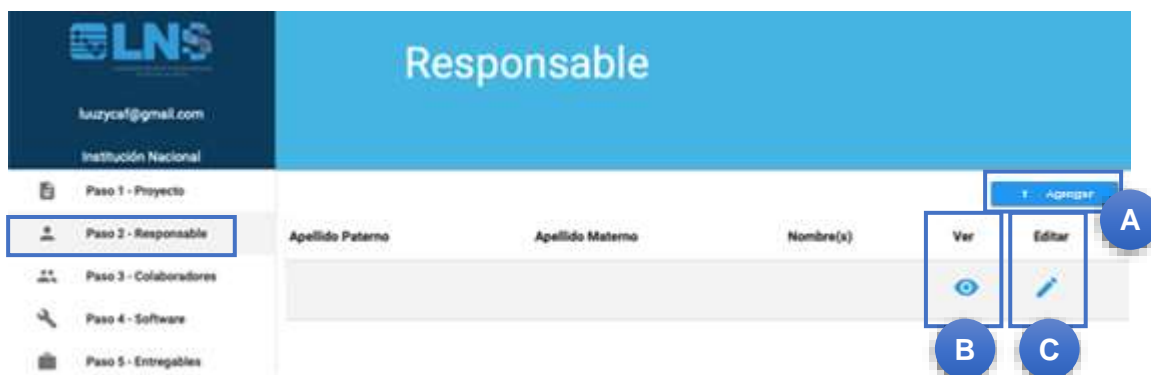 LNS
Responsable
luuzycaf@gmail.com
Institución Nacional
Paso 1 - Proyecto
Agregar
A
Paso 2 - Responsable
Apellido Paterno Apellido Materno Nombre(s) Ver Editar
Paso 3 - Colaboradores
Paso 4 - Software
B C
Paso 5 - Entregables